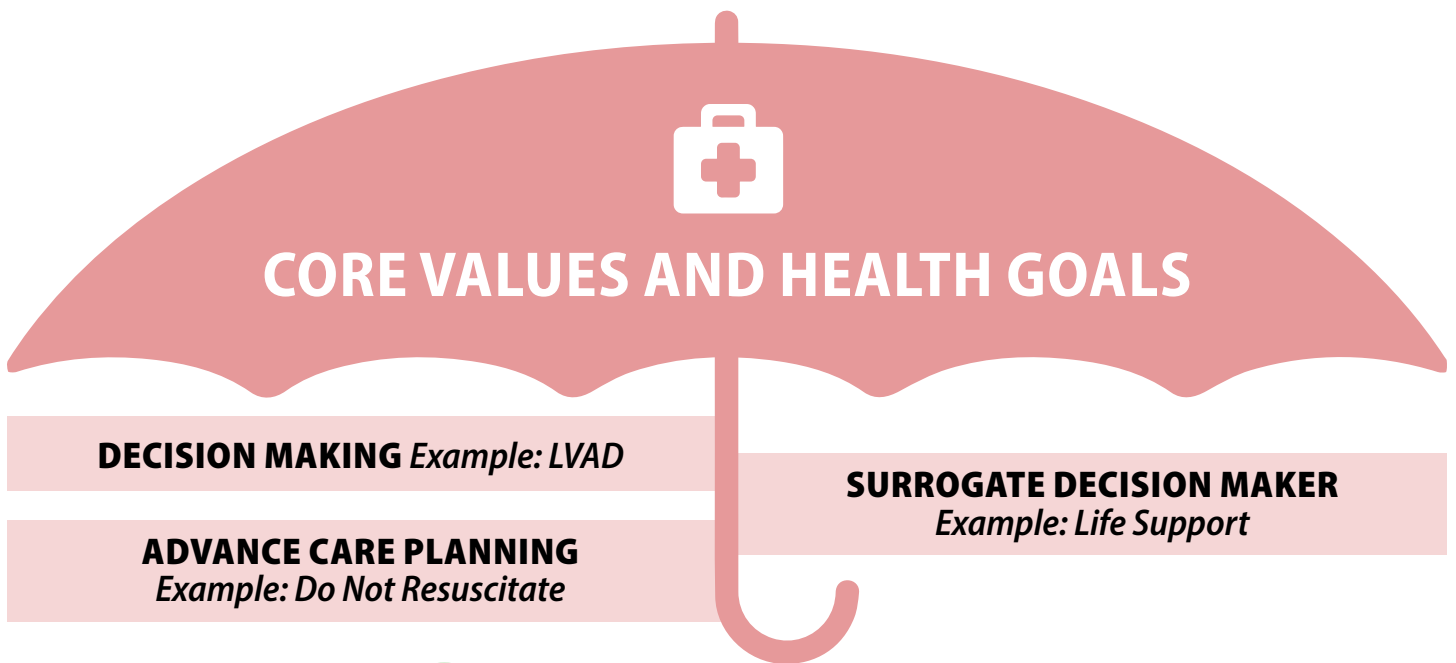 CORE VALUES AND HEALTH GOALS
DECISION MAKING Example: LVAD
ADVANCE CARE PLANNING
Example: Do Not Resuscitate
SURROGATE DECISION MAKER
Example: Life Support